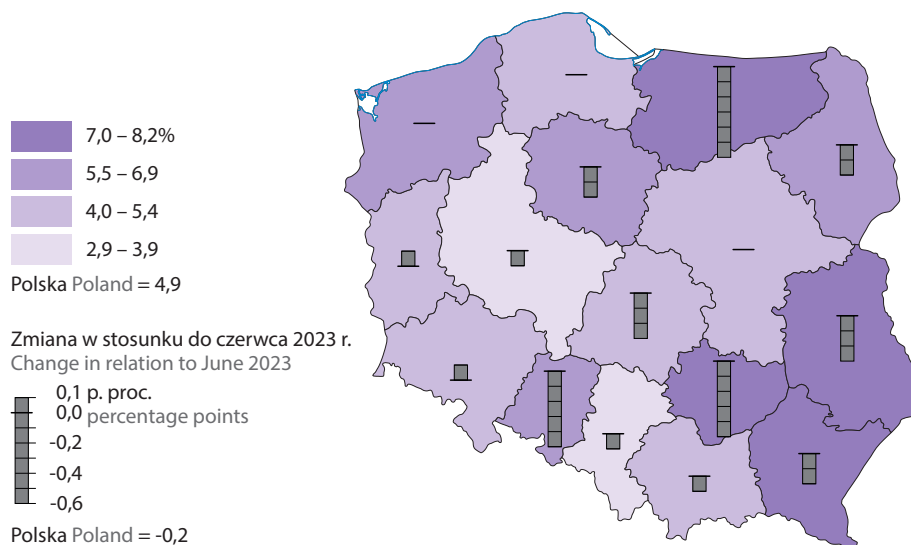 7,0 – 8,2%
5,5 – 6,9
4,0 – 5,4
2,9 – 3,9
Polska Poland = 4,9
Zmiana w stosunku do czerwca 2023 r.
Change in relation to June 2023
0,1 p. proc.
0,0 percentage points
-0,2
-0,4
-0,6
Polska Poland = -0,2